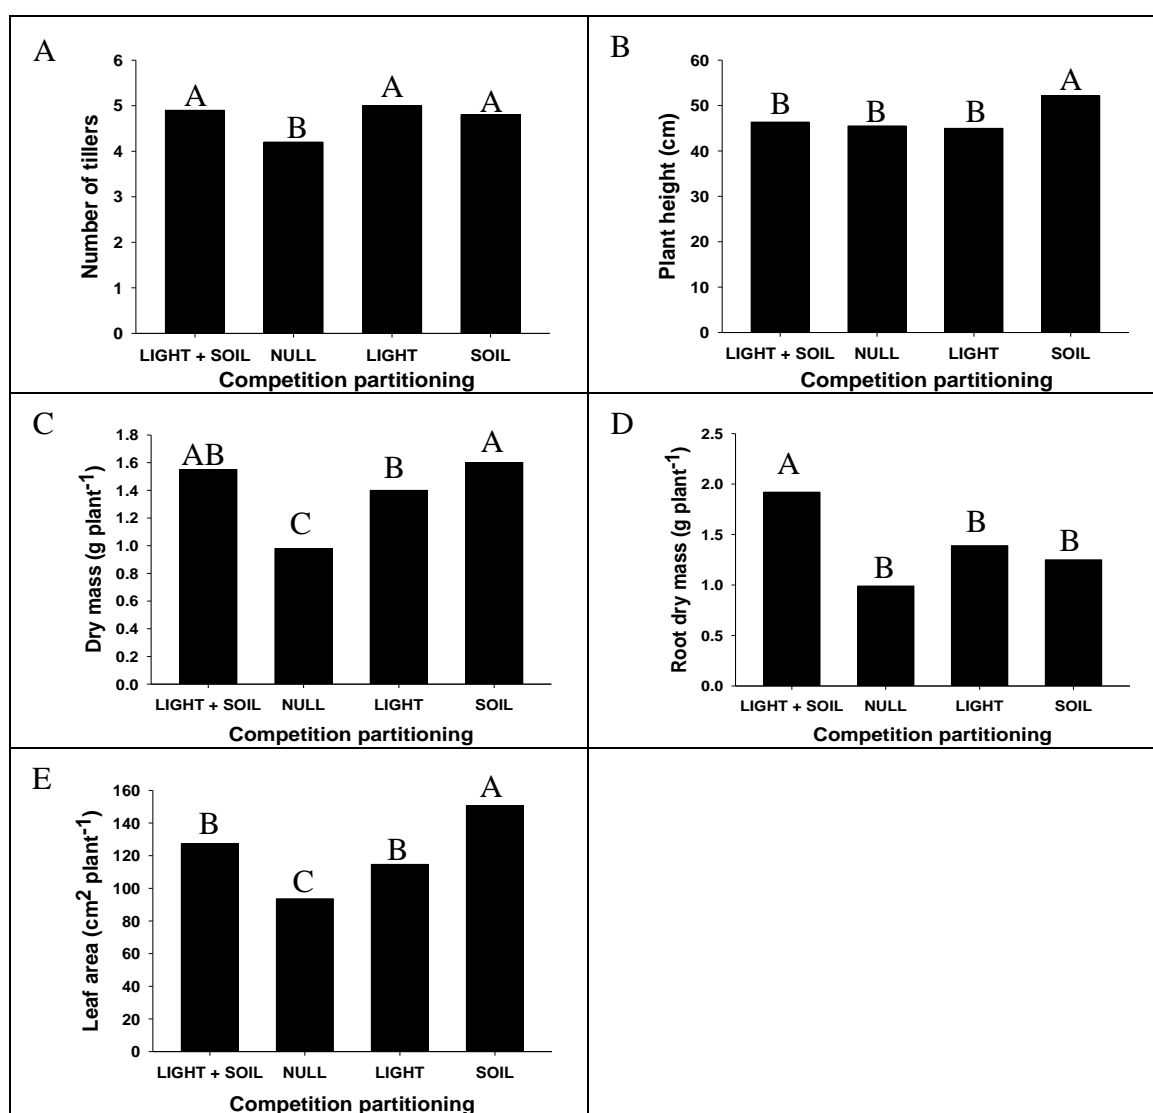 A
Number of tillers
6
5
4
3
2
1
0
A
B
A
A
LIGHT + SOIL NULL LIGHT SOIL
Competition partitioning
B
Plant height (cm)
60
50
40
30
20
10
0
B
B
B
A
LIGHT + SOIL NULL LIGHT SOIL
Competition partitioning
C
Dry mass (g plant-1)
1.8
1.6
1.4
1.2
1.0
0.8
0.6
0.4
0.2
0.0
AB
C
B
A
LIGHT + SOIL NULL LIGHT SOIL
Competition partitioning
D
Root dry mass (g plant-1)
2.5
2.0
1.5
1.0
0.5
0.0
A
B
B
B
LIGHT + SOIL NULL LIGHT SOIL
Competition partitioning
E
Leaf area (cm2 plant-1)
160
140
120
100
80
60
40
20
0
B
C
B
A
LIGHT + SOIL NULL LIGHT SOIL
Competition partitioning